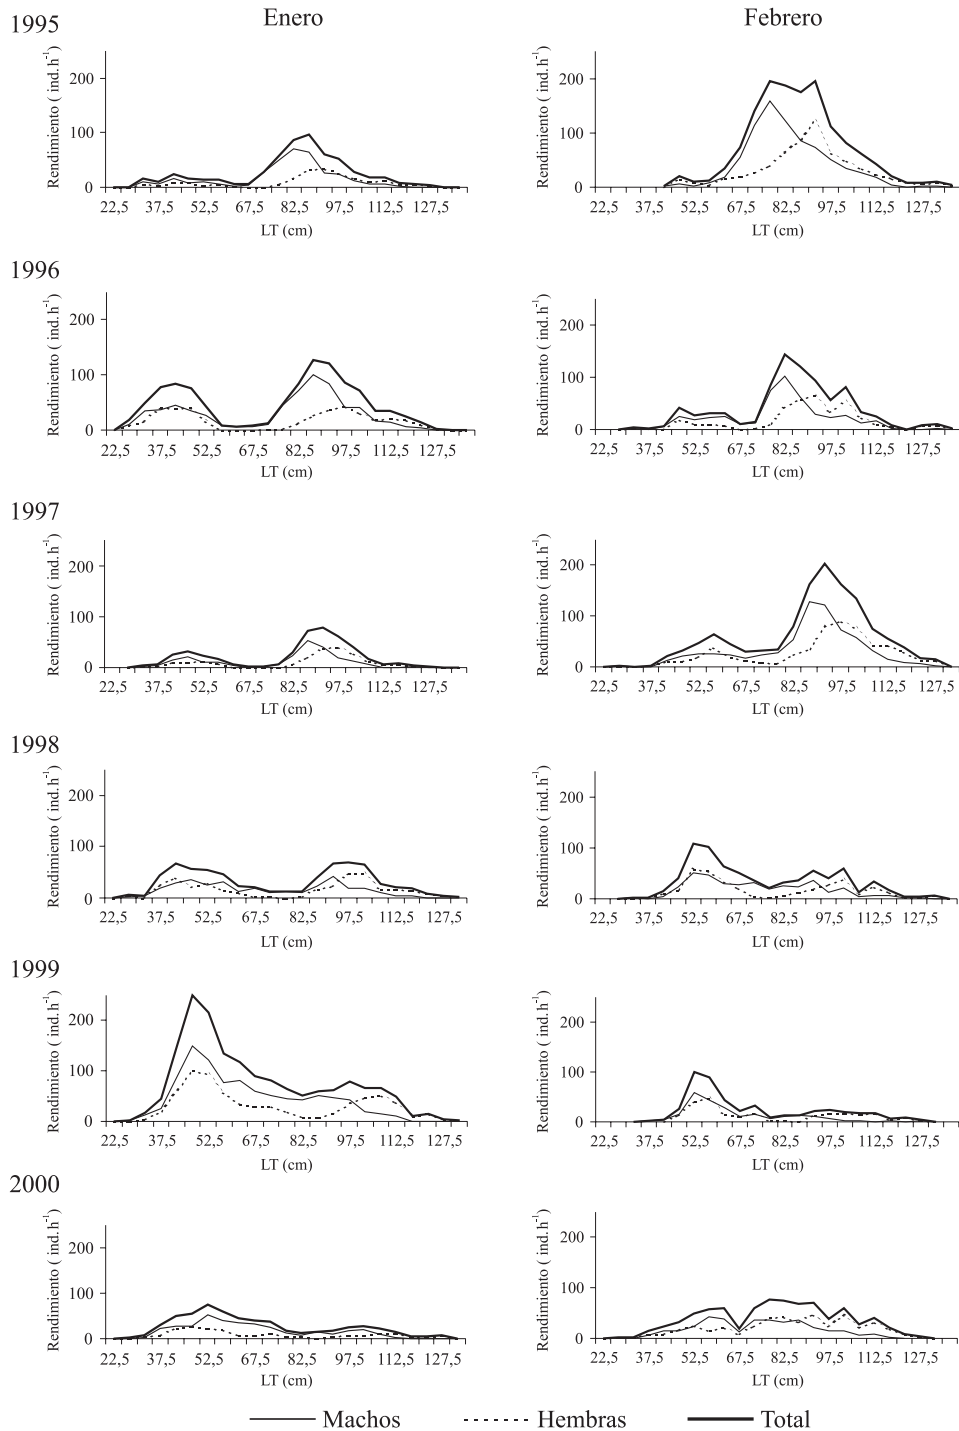 1995 Enero Febrero
Rendimiento ( ind.h-1) Rendimiento ( ind.h-1)
200 200
100 100
0 0
22,5 37,5 52,5 67,5 82,5 97,5 112,5 127,5 22,5 37,5 52,5 67,5 82,5 97,5 112,5 127,5
LT (cm) LT (cm)
1996
Rendimiento ( ind.h-1) Rendimiento ( ind.h-1)
200 200
100 100
0 0
22,5 37,5 52,5 67,5 82,5 97,5 112,5 127,5 22,5 37,5 52,5 67,5 82,5 97,5 112,5 127,5
LT (cm) LT (cm)
1997
Rendimiento ( ind.h-1) Rendimiento ( ind.h-1)
200 200
100 100
0 0
22,5 37,5 52,5 67,5 82,5 97,5 112,5 127,5 22,5 37,5 52,5 67,5 82,5 97,5 112,5 127,5
LT (cm) LT (cm)
1998
Rendimiento ( ind.h-1) Rendimiento ( ind.h-1)
200 200
100 100
0 0
22,5 37,5 52,5 67,5 82,5 97,5 112,5 127,5 22,5 37,5 52,5 67,5 82,5 97,5 112,5 127,5
LT (cm) LT (cm)
1999
Rendimiento ( ind.h-1) Rendimiento ( ind.h-1)
200 200
100 100
0 0
22,5 37,5 52,5 67,5 82,5 97,5 112,5 127,5 22,5 37,5 52,5 67,5 82,5 97,5 112,5 127,5
LT (cm) LT (cm)
2000
Rendimiento ( ind.h-1) Rendimiento ( ind.h-1)
200 200
100 100
0 0
22,5 37,5 52,5 67,5 82,5 97,5 112,5 127,5 22,5 37,5 52,5 67,5 82,5 97,5 112,5 127,5
LT (cm) LT (cm)
Machos Hembras Total